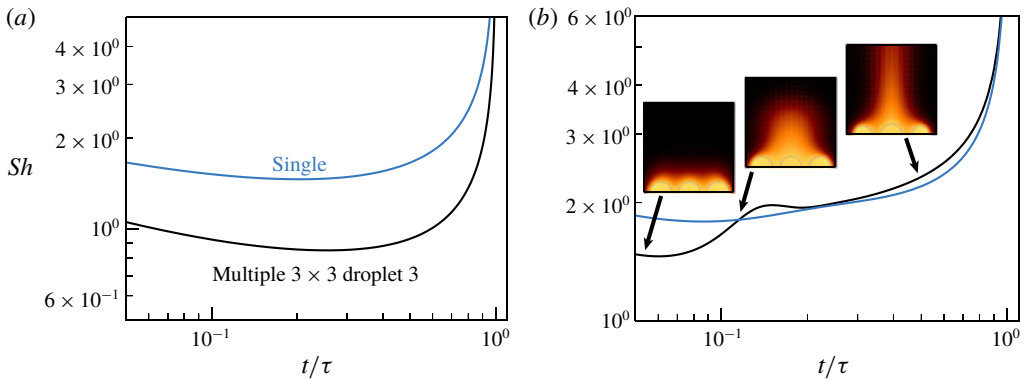 (a)
4 × 10⁰
3 × 10⁰
2 × 10⁰
Sh
10⁰
6 × 10⁻¹
Single
Multiple 3 × 3 droplet 3
10⁻¹
10⁰
t/τ
(b)
6 × 10⁰
4 × 10⁰
3 × 10⁰
2 × 10⁰
10⁰
10⁻¹
10⁰
t/τ